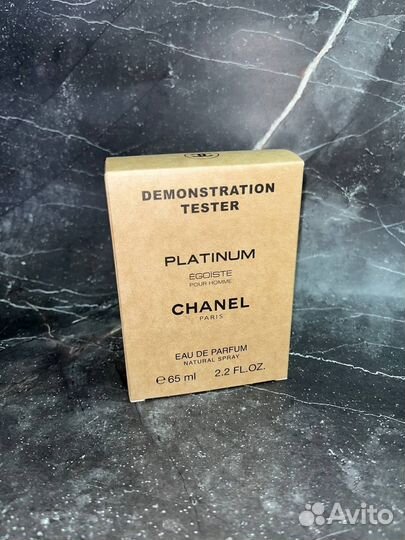 DEMONSTRATION
TESTER
PLATINUM
ÉGOÏSTE
POUR HOMME
CHANEL
PARIS
EAU DE PARFUM
NATURAL SPRAY
℮65 ml 2.2 FL.OZ.
Avito